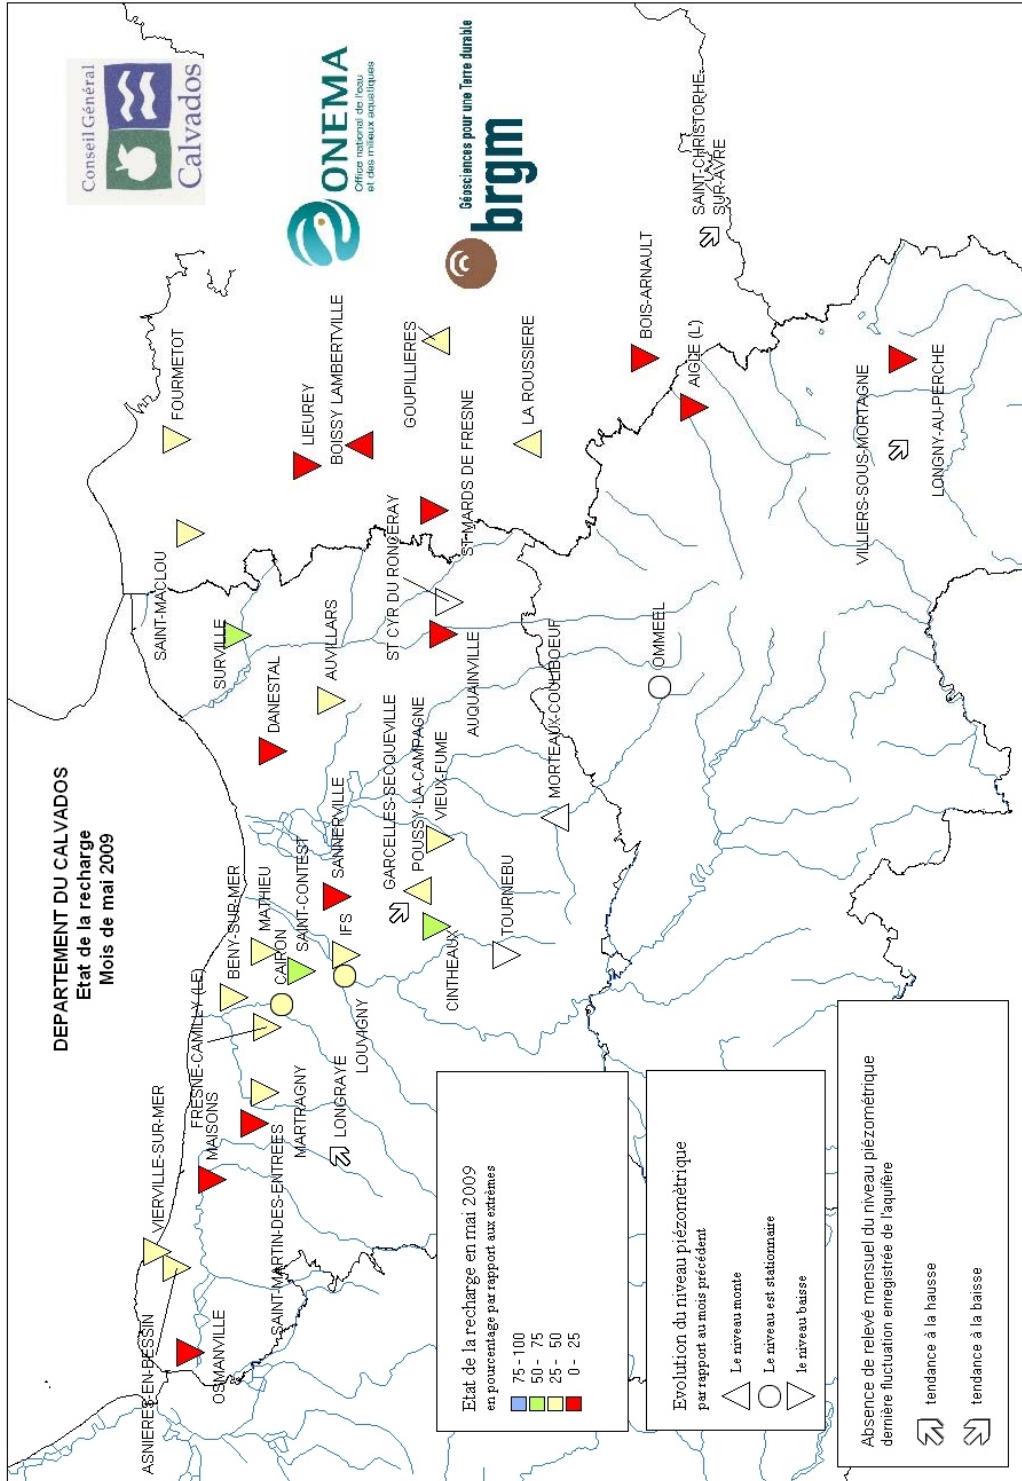 DEPARTEMENT DU CALVADOS
Etat de la recharge
Mois de mai 2009
Conseil Général
Calvados
ONEMA
Office national de l'eau
et des milieux aquatiques
Géosciences pour une Terre durable
brgm
ASNIERES-EN-BESSIN
VIERVILLE-SUR-MER
OSMANVILLE
MAISONS
SAINT-MARTIN-DES-ENTREES
MARTRAGNY
FRESNE-CAMILLY (LE)
BENY-SUR-MER
MATHIEU
CAIRON
SAINT-CONTEST
SANNERVILLE
IFS
LOUVIGNY
LONGRAYE
GARCELLES-SECQUEVILLE
POUSSY-LA-CAMPAGNE
VIEUX-FUME
CINTHEAUX
TOURNEBU
MORTEAUX-COULIBOEUF
DANESTAL
AUVILLARS
SURVILLE
SAINT-MACLOU
FOURMETOT
LIEUREY
BOISSY LAMBERTVILLE
GOUPILLIERES
ST-MARDS DE FRESNE
ST CYR DU RONCERAY
AUQUAINVILLE
LA ROUSSIERE
BOIS-ARNAULT
AIGLE (L')
OMMEEL
SAINT-CHRISTORHE-
SUR-AVRE
VILLIERS-SOUS-MORTAGNE
LONGNY-AU-PERCHE
Etat de la recharge en mai 2009
en pourcentage par rapport aux extrêmes
75 - 100
50 - 75
25 - 50
0 - 25
Evolution du niveau piézomètrique
par rapport au mois précédent
Le niveau monte
Le niveau est stationnaire
le niveau baisse
Absence de relevé mensuel du niveau piézométrique
dernière fluctuation enregistrée de l'aquifère
tendance à la hausse
tendance à la baisse